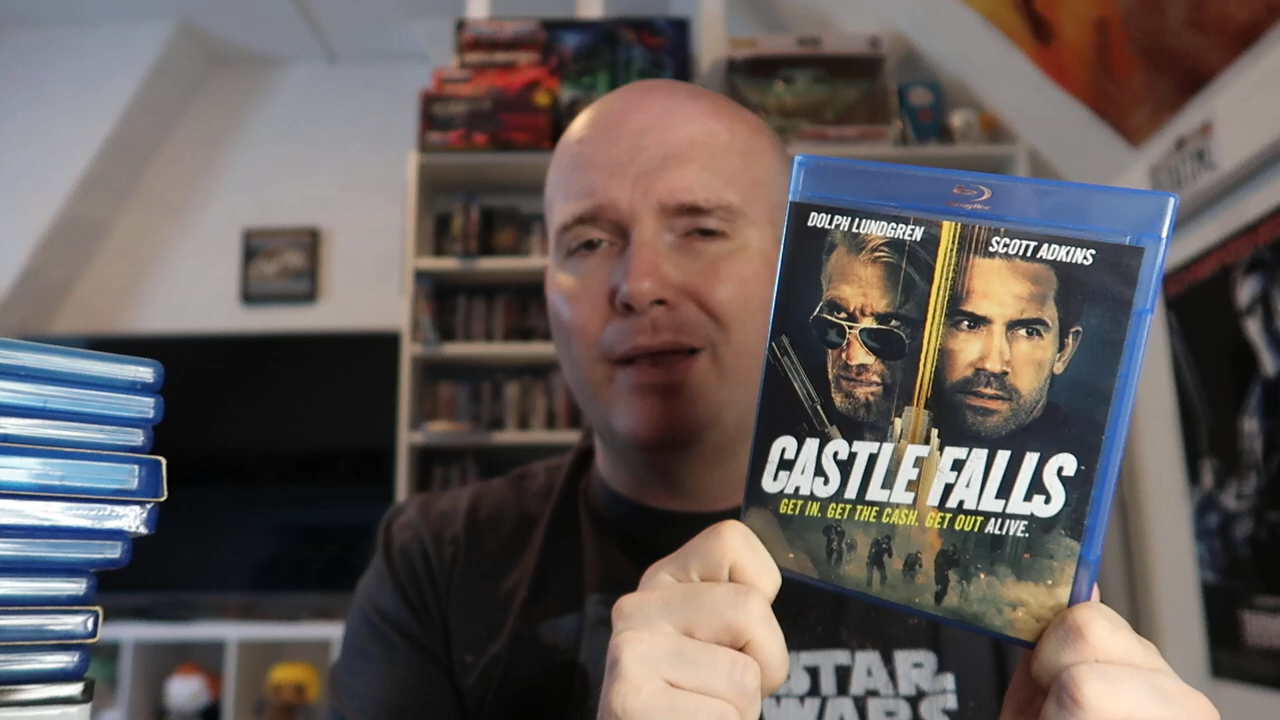 DOLPH LUNDGREN
SCOTT ADKINS
CASTLE FALLS
GET IN. GET THE CASH. GET OUT ALIVE.
STAR
WARS